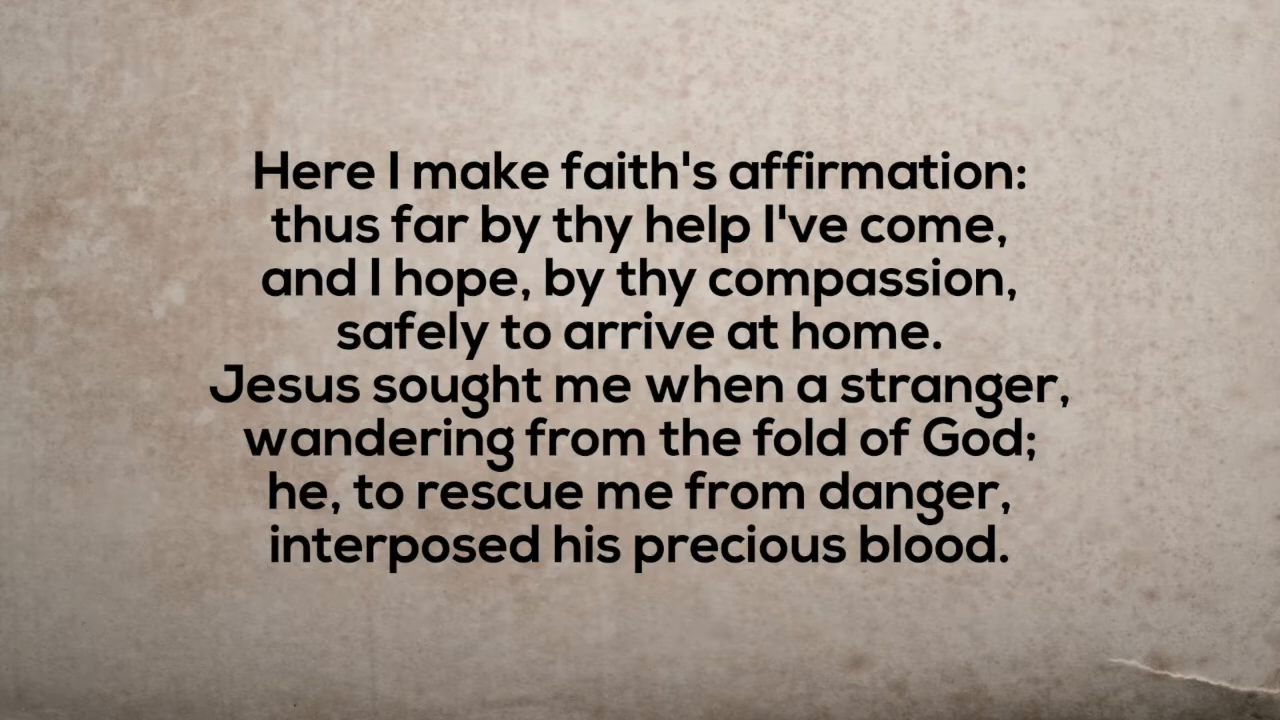 Here I make faith's affirmation:
thus far by thy help I've come,
and I hope, by thy compassion,
safely to arrive at home.
Jesus sought me when a stranger,
wandering from the fold of God;
he, to rescue me from danger,
interposed his precious blood.